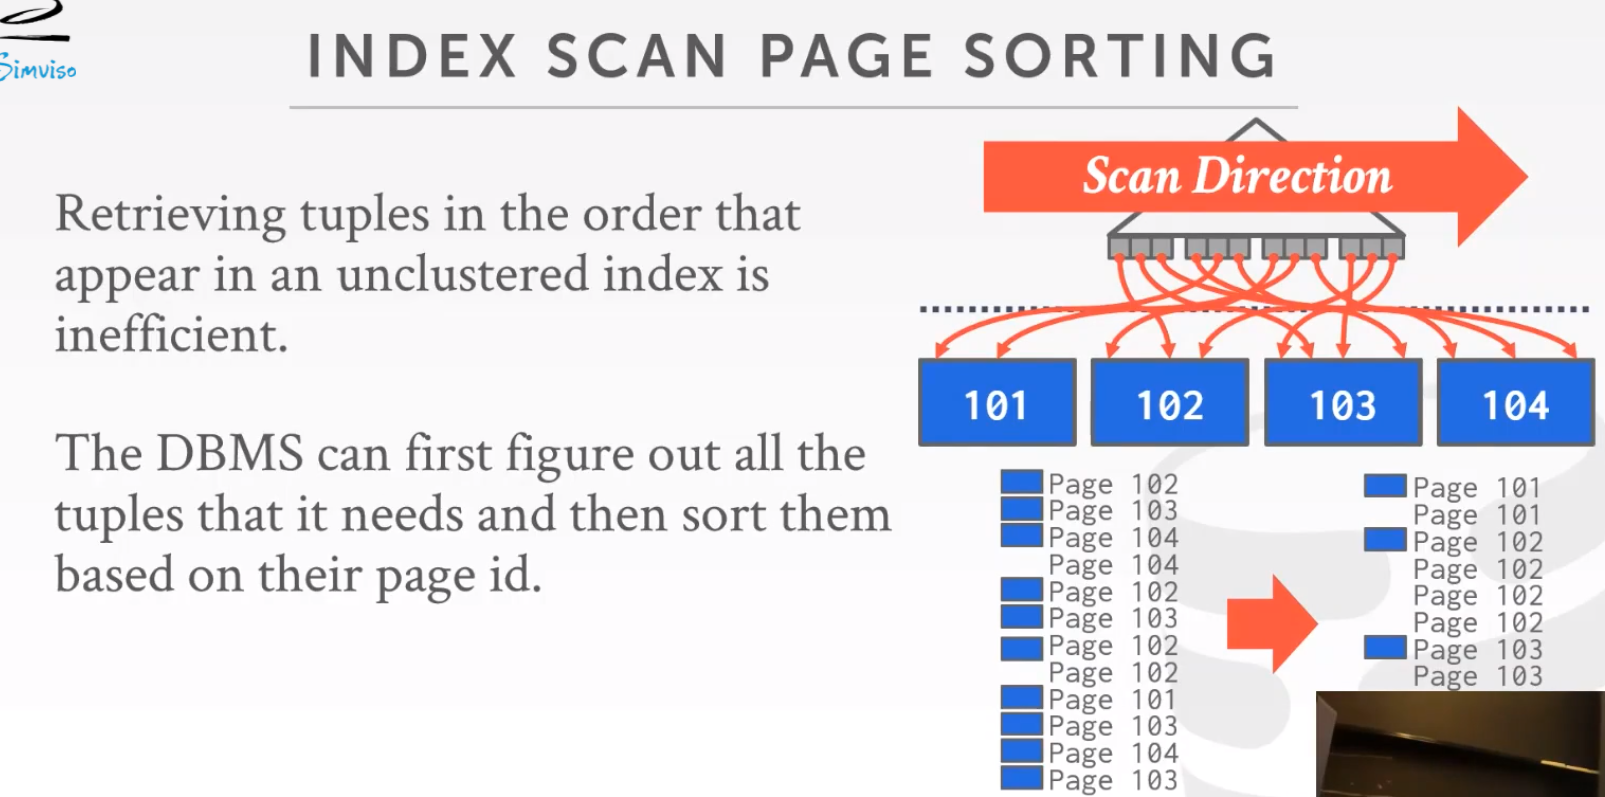 Simviso
INDEX SCAN PAGE SORTING
Retrieving tuples in the order that
appear in an unclustered index is
inefficient.
The DBMS can first figure out all the
tuples that it needs and then sort them
based on their page id.
Scan Direction
101
102
103
104
Page 102
Page 103
Page 104
Page 104
Page 102
Page 103
Page 102
Page 102
Page 101
Page 103
Page 104
Page 103
Page 101
Page 101
Page 102
Page 102
Page 102
Page 102
Page 103
Page 103